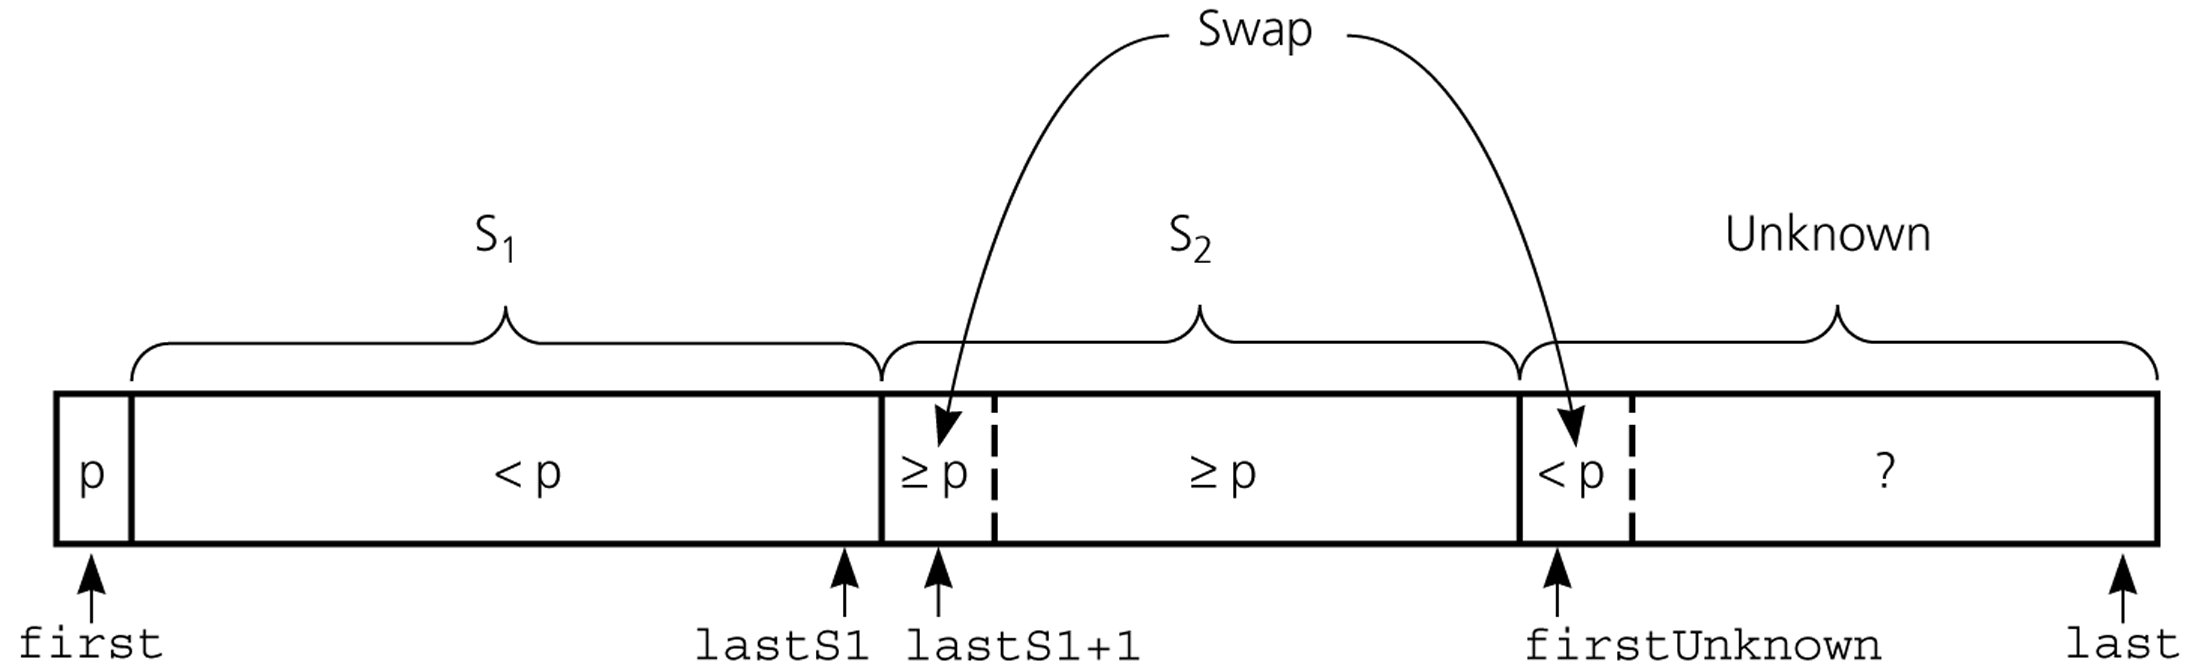 Swap
S₁ S₂ Unknown
p < p ≥ p ≥ p < p ?
first lastS1 lastS1+1 firstUnknown last